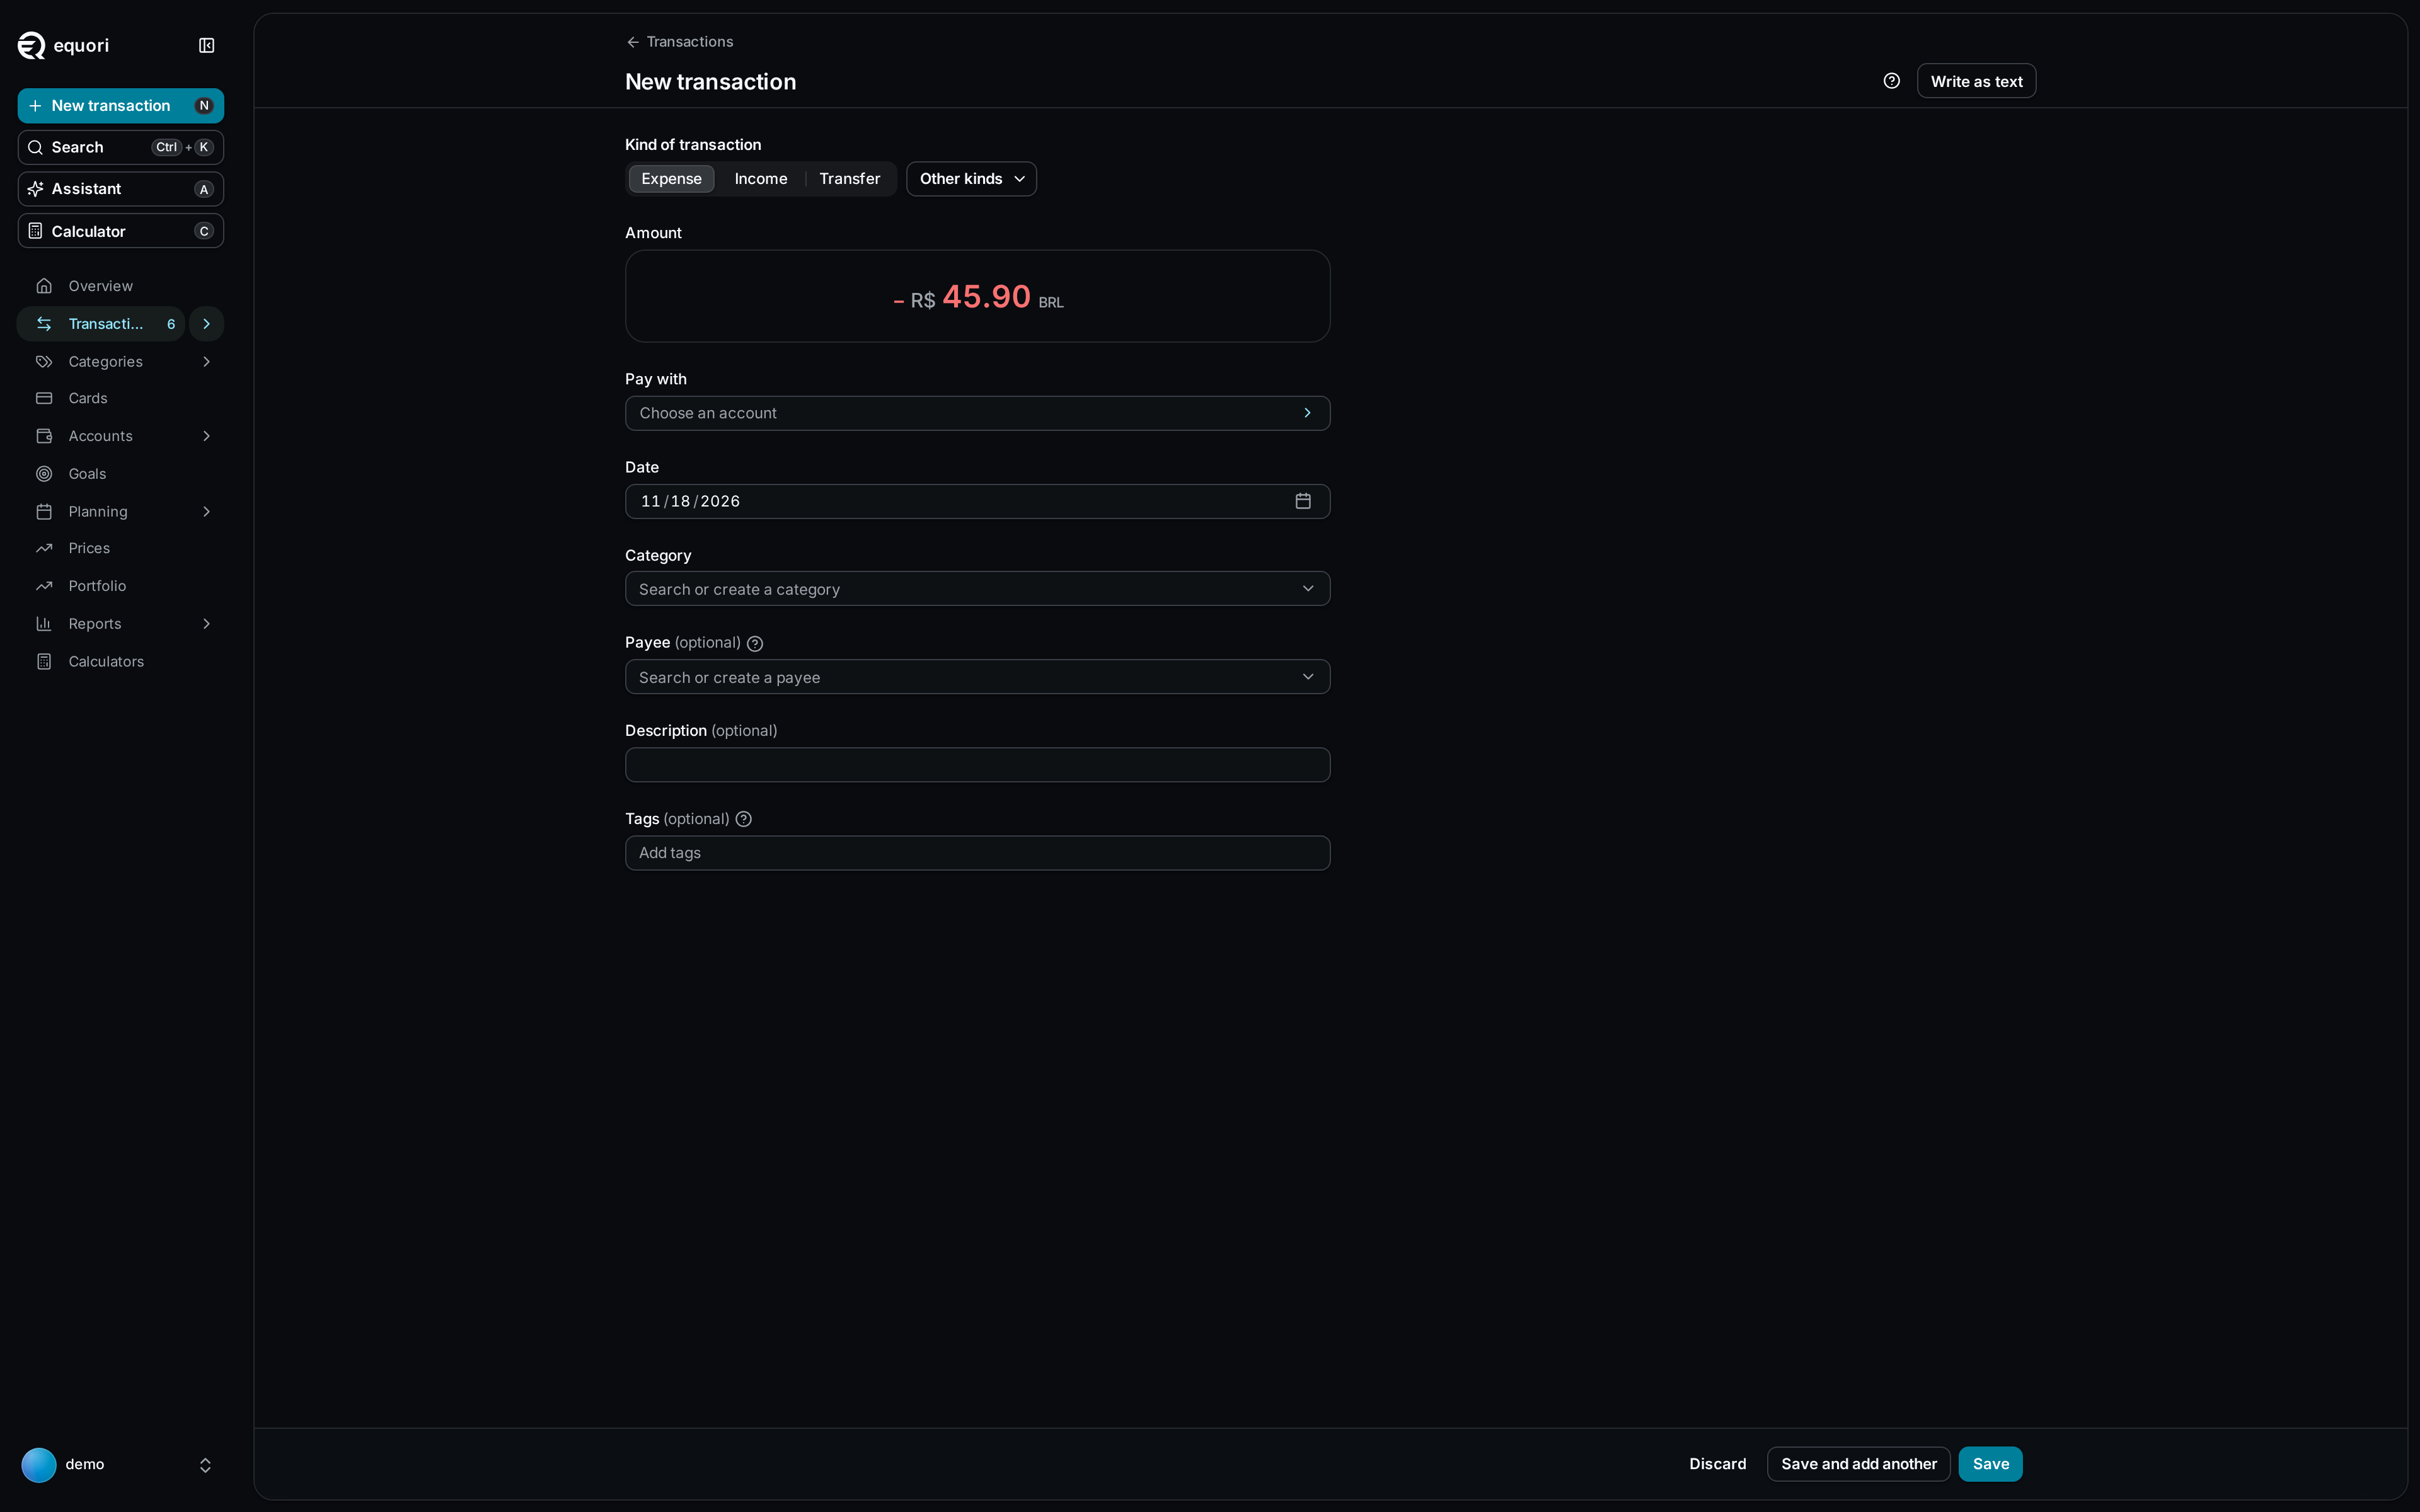 equori
New transaction N
Search Ctrl + K
Assistant A
Calculator C
Overview
Transacti... 6
Categories
Cards
Accounts
Goals
Planning
Prices
Portfolio
Reports
Calculators
demo
Transactions
New transaction
Write as text
Kind of transaction
Expense Income Transfer Other kinds
Amount
- R$ 45.90 BRL
Pay with
Choose an account
Date
11/18/2026
Category
Search or create a category
Payee (optional)
Search or create a payee
Description (optional)
Tags (optional)
Add tags
Discard Save and add another Save